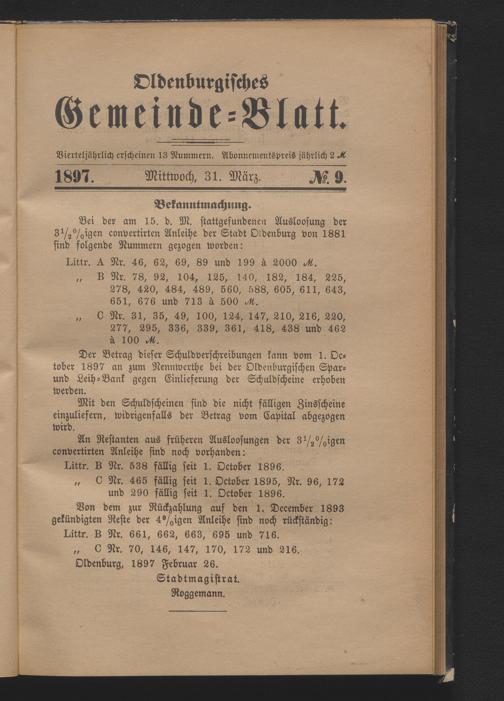 Oldenburgisches
Gemeinde-Blatt.
Vierteljährlich erscheinen 13 Nummern. Abonnementspreis jährlich 2 ℳ
1897. Mittwoch, 31. März. № 9.
Bekanntmachung.
Bei der am 15. d. M. stattgefundenen Ausloosung der
3½%igen convertirten Anleihe der Stadt Oldenburg von 1881
sind folgende Nummern gezogen worden:
Littr. A Nr. 46, 62, 69, 89 und 199 à 2000 ℳ.
„ B Nr. 78, 92, 104, 125, 140, 182, 184, 225,
278, 420, 484, 489, 560, 588, 605, 611, 643,
651, 676 und 713 à 500 ℳ.
„ C Nr. 31, 35, 49, 100, 124, 147, 210, 216, 220,
277, 295, 336, 339, 361, 418, 438 und 462
à 100 ℳ.
Der Betrag dieser Schuldverschreibungen kann vom 1. Oc-
tober 1897 an zum Nennwerthe bei der Oldenburgischen Spar-
und Leih-Bank gegen Einlieferung der Schuldscheine erhoben
werden.
Mit den Schuldscheinen sind die nicht fälligen Zinsscheine
einzuliefern, widrigenfalls der Betrag vom Capital abgezogen
wird.
An Restanten aus früheren Ausloosungen der 3½%igen
convertirten Anleihe sind noch vorhanden:
Littr. B Nr. 538 fällig seit 1. October 1896.
„ C Nr. 465 fällig seit 1. October 1895, Nr. 96, 172
und 290 fällig seit 1. October 1896.
Von dem zur Rückzahlung auf den 1. December 1893
gekündigten Reste der 4%igen Anleihe sind noch rückständig:
Littr. B Nr. 661, 662, 663, 695 und 716.
„ C Nr. 70, 146, 147, 170, 172 und 216.
Oldenburg, 1897 Februar 26.
Stadtmagistrat.
Roggemann.